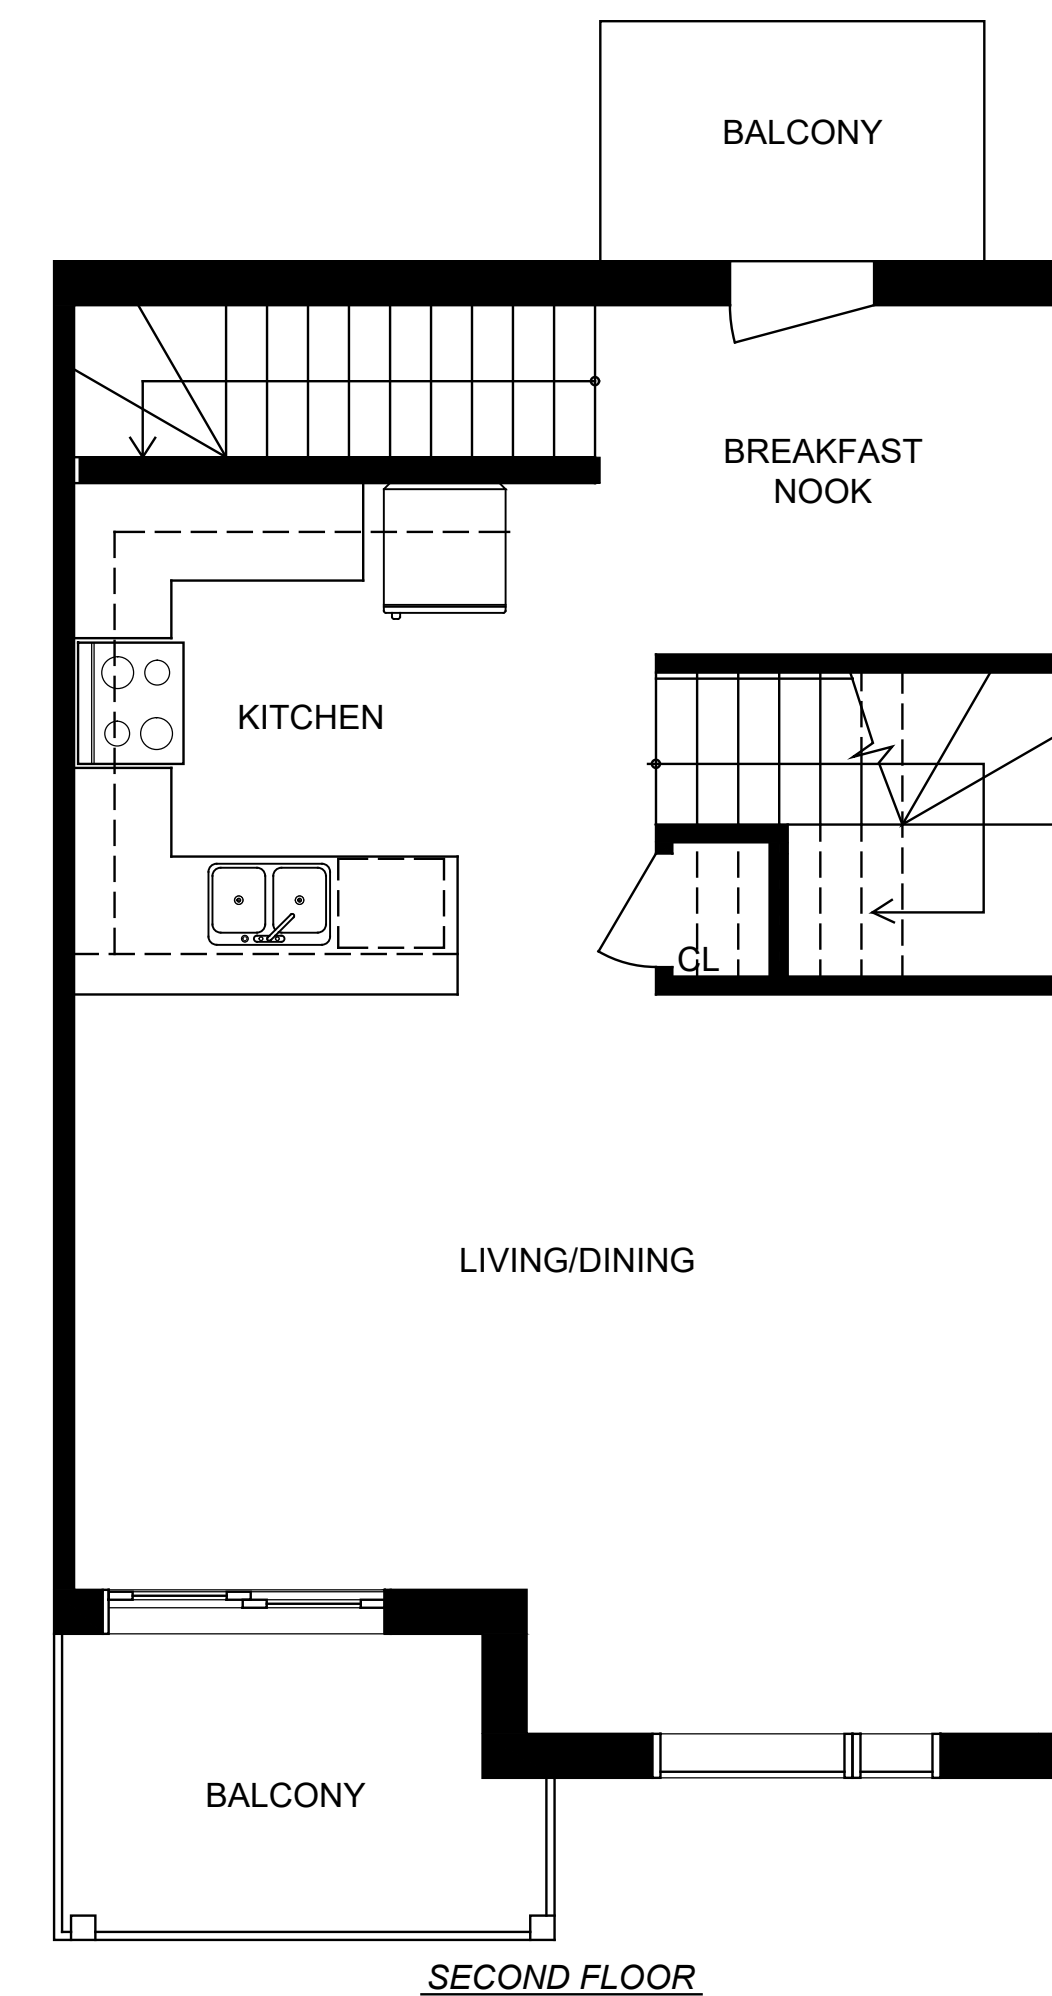 BALCONY
BREAKFAST
NOOK
KITCHEN
CL
LIVING/DINING
BALCONY
SECOND FLOOR